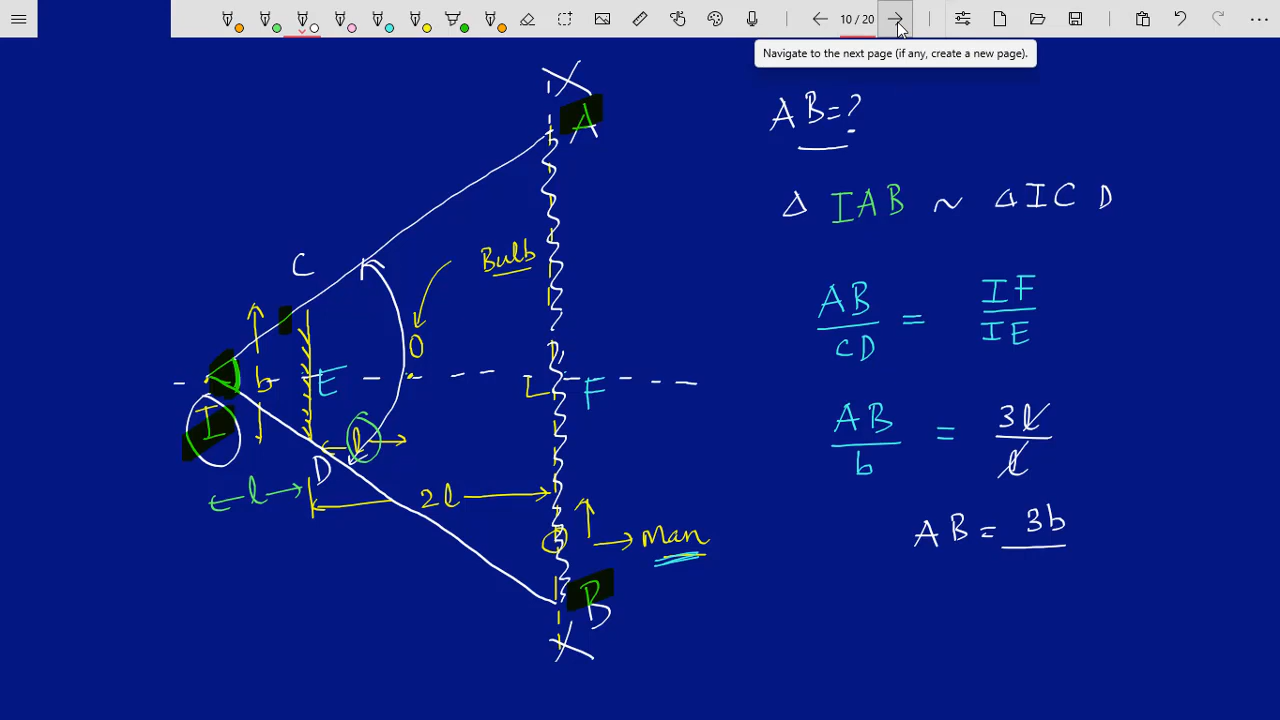 10 / 20
Navigate to the next page (if any, create a new page).
X
A
AB=?
Δ IAB ~ ΔICD
Bulb
C
O
AB/CD = IF/IE
b
E
L
F
I
l
D
AB/b = 3l/l
l
2l
Man
AB = 3b
B
X